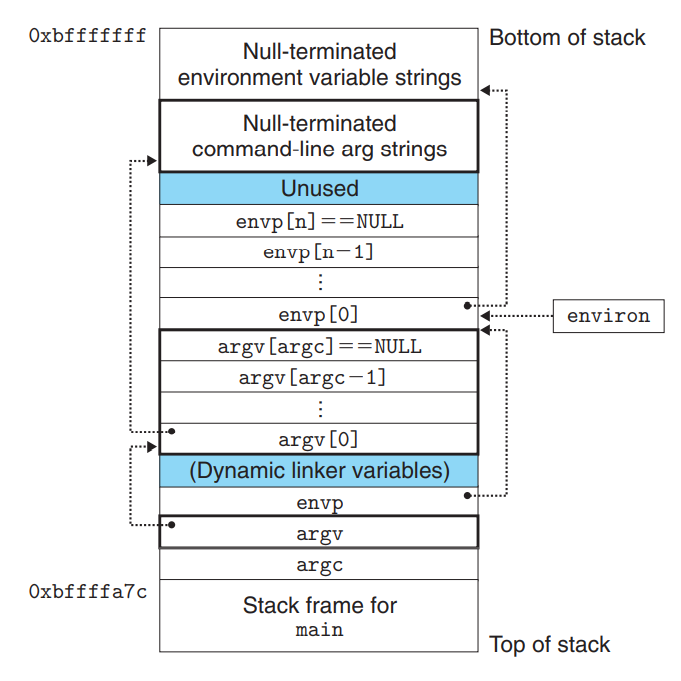 0xbfffffff
Bottom of stack
Null-terminated
environment variable strings
Null-terminated
command-line arg strings
Unused
envp[n]==NULL
envp[n-1]
⋮
envp[0]
environ
argv[argc]==NULL
argv[argc-1]
⋮
argv[0]
(Dynamic linker variables)
envp
argv
argc
0xbffffa7c
Stack frame for
main
Top of stack